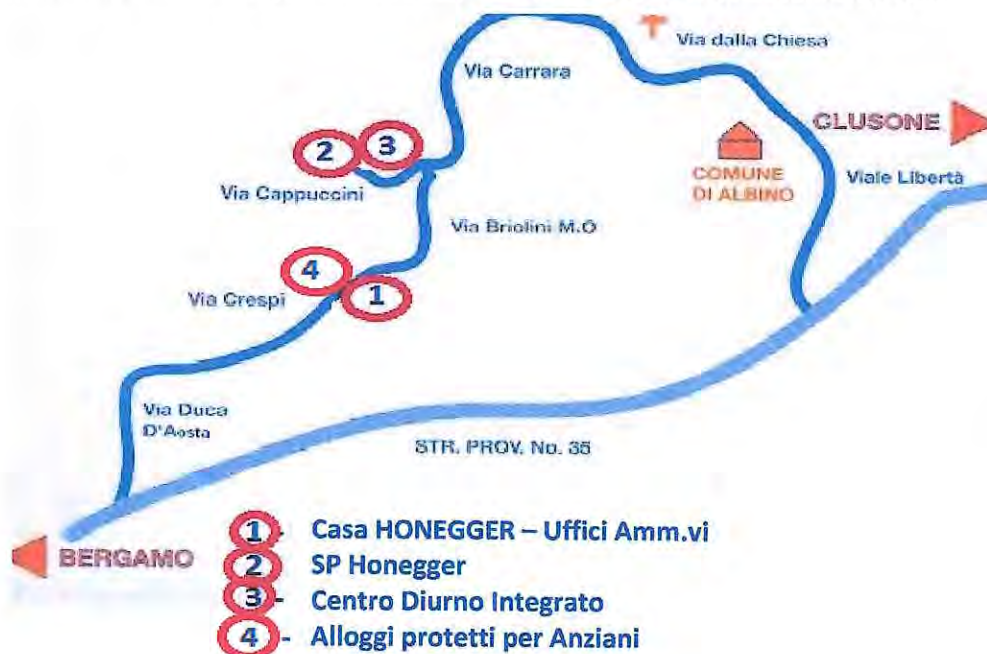 Via dalla Chiesa
Via Carrara
CLUSONE
2
3
COMUNE
DI ALBINO
Viale Libertà
Via Cappuccini
Via Briolini M.O
4
Via Crespi
1
Via Duca
D'Aosta
STR. PROV. No. 35
BERGAMO
1 - Casa HONEGGER – Uffici Amm.vi
2 SP Honegger
3 - Centro Diurno Integrato
4 - Alloggi protetti per Anziani